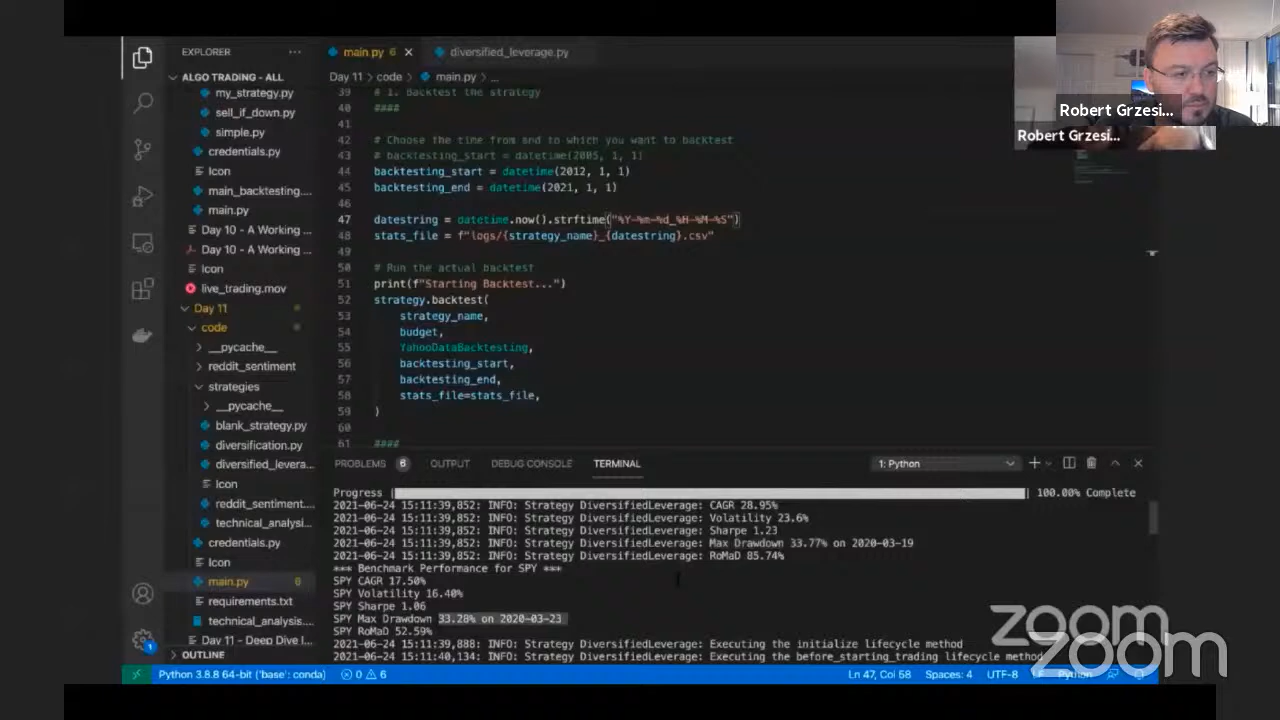 EXPLORER
ALGO TRADING - ALL
my_strategy.py
sell_if_down.py
simple.py
credentials.py
Icon
main_backtesting....
main.py
Day 10 - A Working ...
Day 10 - A Working ...
Icon
live_trading.mov
Day 11
code
__pycache__
reddit_sentiment
strategies
__pycache__
blank_strategy.py
diversification.py
diversified_levera...
Icon
reddit_sentiment....
technical_analysi...
credentials.py
Icon
main.py 6
requirements.txt
technical_analysi...
Day 11 - Deep Dive I...
OUTLINE
main.py 6
diversified_leverage.py
Day 11 > code > main.py > ...
39 # 1. Backtest the strategy
40 ####
41
42 # Choose the time from and to which you want to backtest
43 # backtesting_start = datetime(2005, 1, 1)
44 backtesting_start = datetime(2012, 1, 1)
45 backtesting_end = datetime(2021, 1, 1)
46
47 datestring = datetime.now().strftime("%Y-%m-%d_%H-%M-%S")
48 stats_file = f"logs/{strategy_name}_{datestring}.csv"
49
50 # Run the actual backtest
51 print(f"Starting Backtest...")
52 strategy.backtest(
53 strategy_name,
54 budget,
55 YahooDataBacktesting,
56 backtesting_start,
57 backtesting_end,
58 stats_file=stats_file,
59 )
60
61 ####
PROBLEMS 6 OUTPUT DEBUG CONSOLE TERMINAL 1: Python
Progress | 100.00% Complete
2021-06-24 15:11:39,852: INFO: Strategy DiversifiedLeverage: CAGR 28.95%
2021-06-24 15:11:39,852: INFO: Strategy DiversifiedLeverage: Volatility 23.6%
2021-06-24 15:11:39,852: INFO: Strategy DiversifiedLeverage: Sharpe 1.23
2021-06-24 15:11:39,852: INFO: Strategy DiversifiedLeverage: Max Drawdown 33.77% on 2020-03-19
2021-06-24 15:11:39,852: INFO: Strategy DiversifiedLeverage: RoMaD 85.74%
*** Benchmark Performance for SPY ***
SPY CAGR 17.50%
SPY Volatility 16.40%
SPY Sharpe 1.06
SPY Max Drawdown 33.28% on 2020-03-23
SPY RoMaD 52.59%
2021-06-24 15:11:39,888: INFO: Strategy DiversifiedLeverage: Executing the initialize lifecycle method
2021-06-24 15:11:40,134: INFO: Strategy DiversifiedLeverage: Executing the before_starting_trading lifecycle method
Python 3.8.8 64-bit ('base': conda) 0 6 Ln 47, Col 58 Spaces: 4 UTF-8 Python
1
Robert Grzesi...
Robert Grzesi...
zoom
zoom